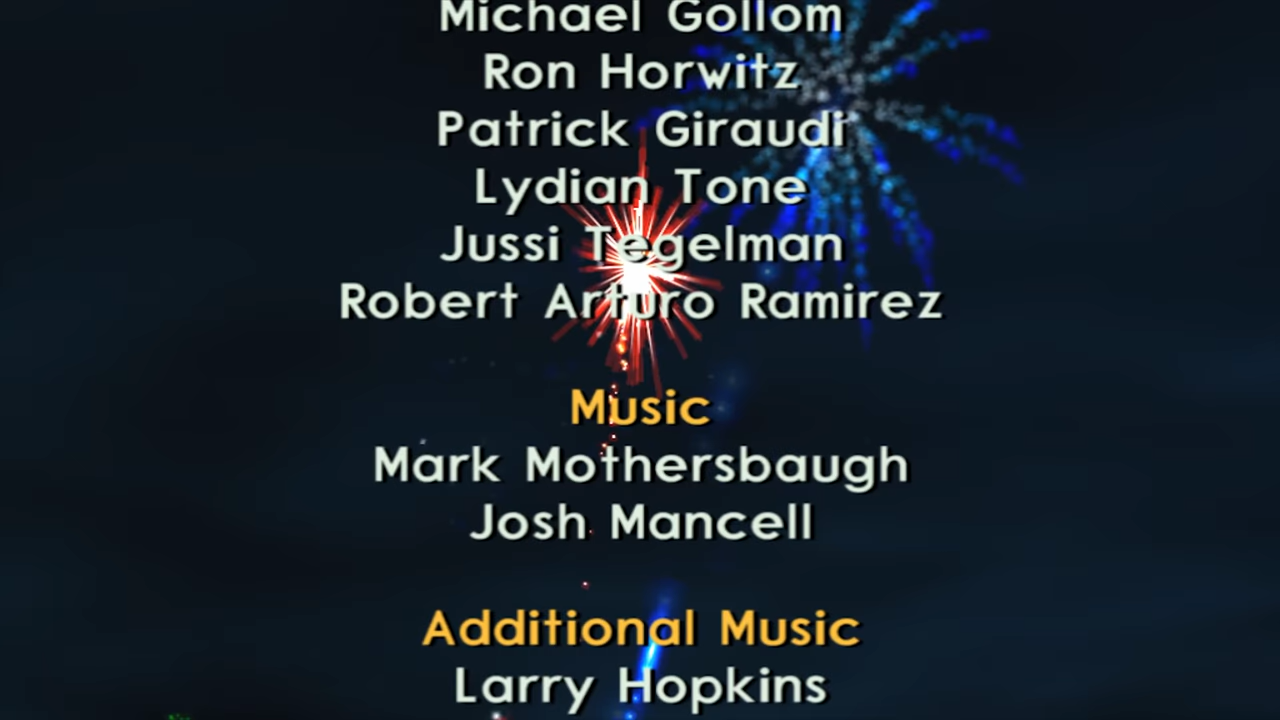 Michael Gollom
Ron Horwitz
Patrick Giraudi
Lydian Tone
Jussi Tegelman
Robert Arturo Ramirez
Music
Mark Mothersbaugh
Josh Mancell
Additional Music
Larry Hopkins